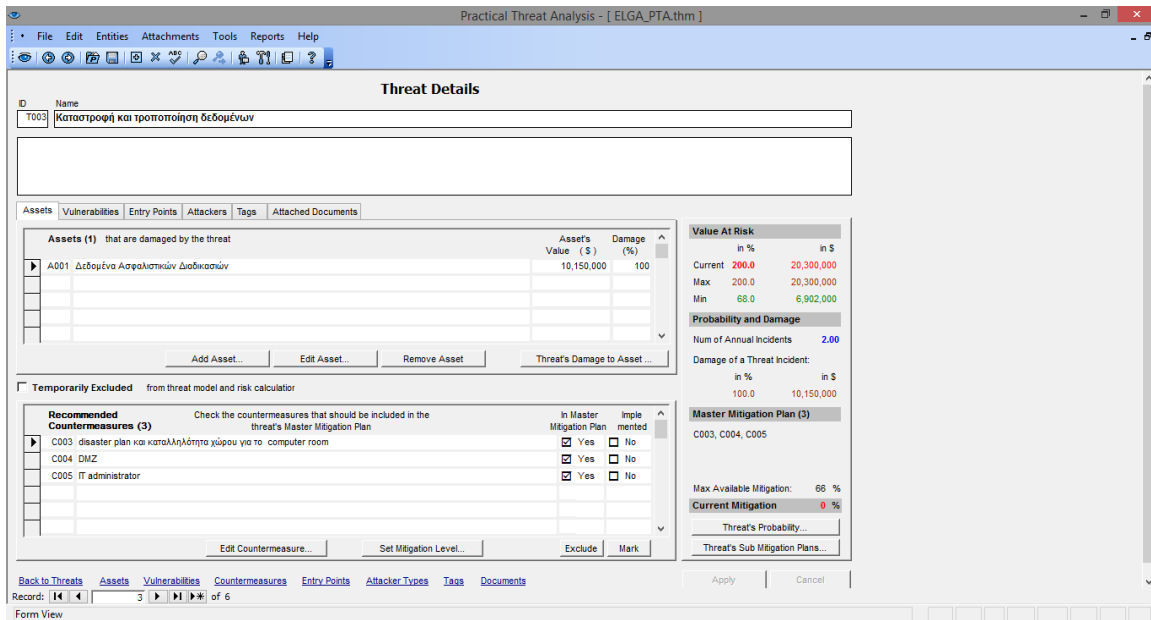 Practical Threat Analysis - [ ELGA_PTA.thm ]
File Edit Entities Attachments Tools Reports Help
Threat Details
ID Name
T003 Καταστροφή και τροποποίηση δεδομένων
Assets Vulnerabilities Entry Points Attackers Tags Attached Documents
Assets (1) that are damaged by the threat
Asset's Value ( $ ) Damage (%)
A001 Δεδομένα Ασφαλιστικών Διαδικασιών 10,150,000 100
Add Asset... Edit Asset... Remove Asset Threat's Damage to Asset ...
Temporarily Excluded from threat model and risk calculatior
Recommended Countermeasures (3)
Check the countermeasures that should be included in the threat's Master Mitigation Plan
In Master Mitigation Plan Imple mented
C003 disaster plan και καταλληλότητα χώρου για το computer room Yes No
C004 DMZ Yes No
C005 IT administrator Yes No
Edit Countermeasure... Set Mitigation Level... Exclude Mark
Value At Risk
in % in $
Current 200.0 20,300,000
Max 200.0 20,300,000
Min 68.0 6,902,000
Probability and Damage
Num of Annual Incidents 2.00
Damage of a Threat Incident:
in % in $
100.0 10,150,000
Master Mitigation Plan (3)
C003, C004, C005
Max Available Mitigation: 66 %
Current Mitigation 0 %
Threat's Probability...
Threat's Sub Mitigation Plans...
Apply Cancel
Back to Threats Assets Vulnerabilities Countermeasures Entry Points Attacker Types Tags Documents
Record: 3 of 6
Form View